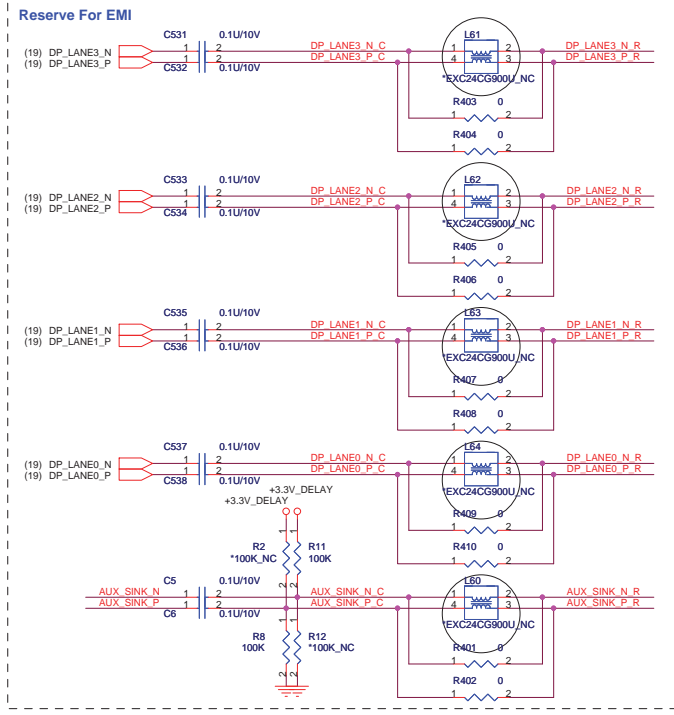 Reserve For EMI
C531 0.1U/10V L61
(19) DP_LANE3_N 1 2 DP_LANE3_N_C 1 2 DP_LANE3_N_R
(19) DP_LANE3_P 1 2 DP_LANE3_P_C 4 3 DP_LANE3_P_R
C532 0.1U/10V *EXC24CG900U_NC
R403 0
1 2
R404 0
1 2
C533 0.1U/10V L62
(19) DP_LANE2_N 1 2 DP_LANE2_N_C 1 2 DP_LANE2_N_R
(19) DP_LANE2_P 1 2 DP_LANE2_P_C 4 3 DP_LANE2_P_R
C534 0.1U/10V *EXC24CG900U_NC
R405 0
1 2
R406 0
1 2
C535 0.1U/10V L63
(19) DP_LANE1_N 1 2 DP_LANE1_N_C 1 2 DP_LANE1_N_R
(19) DP_LANE1_P 1 2 DP_LANE1_P_C 4 3 DP_LANE1_P_R
C536 0.1U/10V *EXC24CG900U_NC
R407 0
1 2
R408 0
1 2
C537 0.1U/10V L64
(19) DP_LANE0_N 1 2 DP_LANE0_N_C 1 2 DP_LANE0_N_R
(19) DP_LANE0_P 1 2 DP_LANE0_P_C 4 3 DP_LANE0_P_R
C538 0.1U/10V *EXC24CG900U_NC
+3.3V_DELAY
+3.3V_DELAY
R409 0
1 2
1 1
R2 R11
*100K_NC 100K
R410 0
1 2
2 2
C5 0.1U/10V L60
AUX_SINK_N 1 2 AUX_SINK_N_C 1 2 AUX_SINK_N_R
AUX_SINK_P 1 2 AUX_SINK_P_C 4 3 AUX_SINK_P_R
C6 0.1U/10V *EXC24CG900U_NC
1 1
R8 R12
100K *100K_NC
2 2
R401 0
1 2
R402 0
1 2